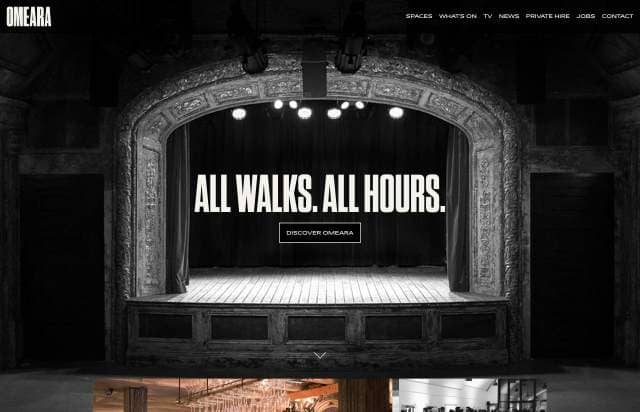 OMEARA
SPACES WHAT'S ON TV NEWS PRIVATE HIRE JOBS CONTACT
ALL WALKS. ALL HOURS.
DISCOVER OMEARA